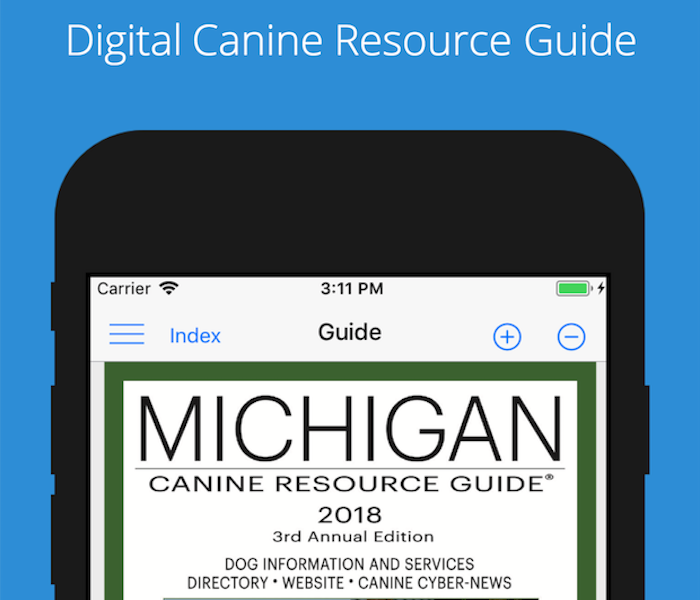 Digital Canine Resource Guide
Carrier 3:11 PM
Index Guide
MICHIGAN
CANINE RESOURCE GUIDE®
2018
3rd Annual Edition
DOG INFORMATION AND SERVICES
DIRECTORY • WEBSITE • CANINE CYBER-NEWS